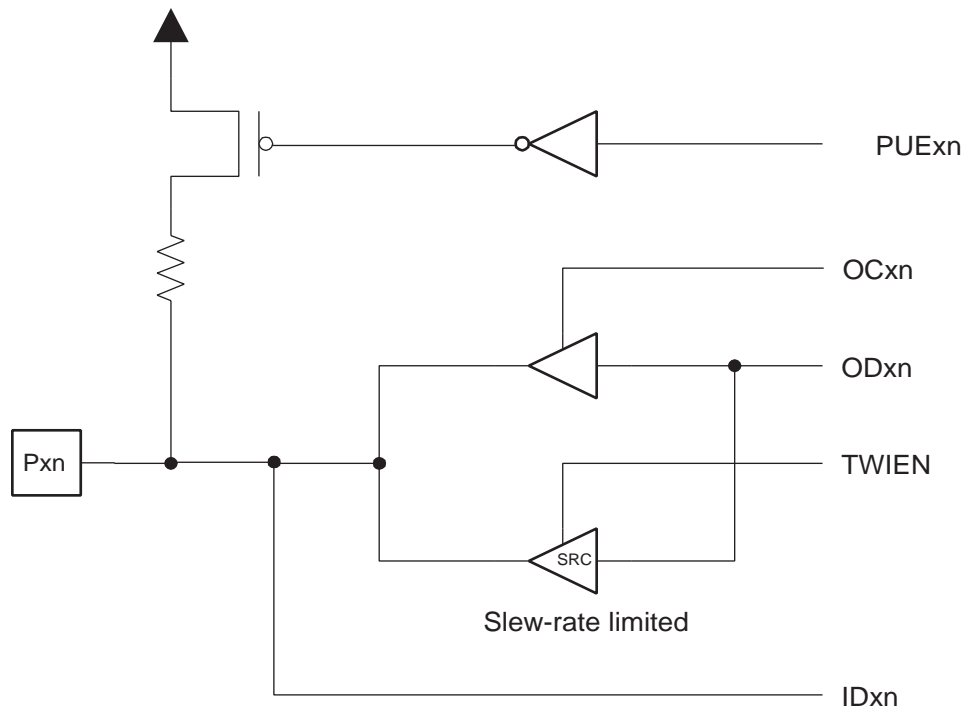 PUExn
OCxn
ODxn
Pxn
TWIEN
SRC
Slew-rate limited
IDxn